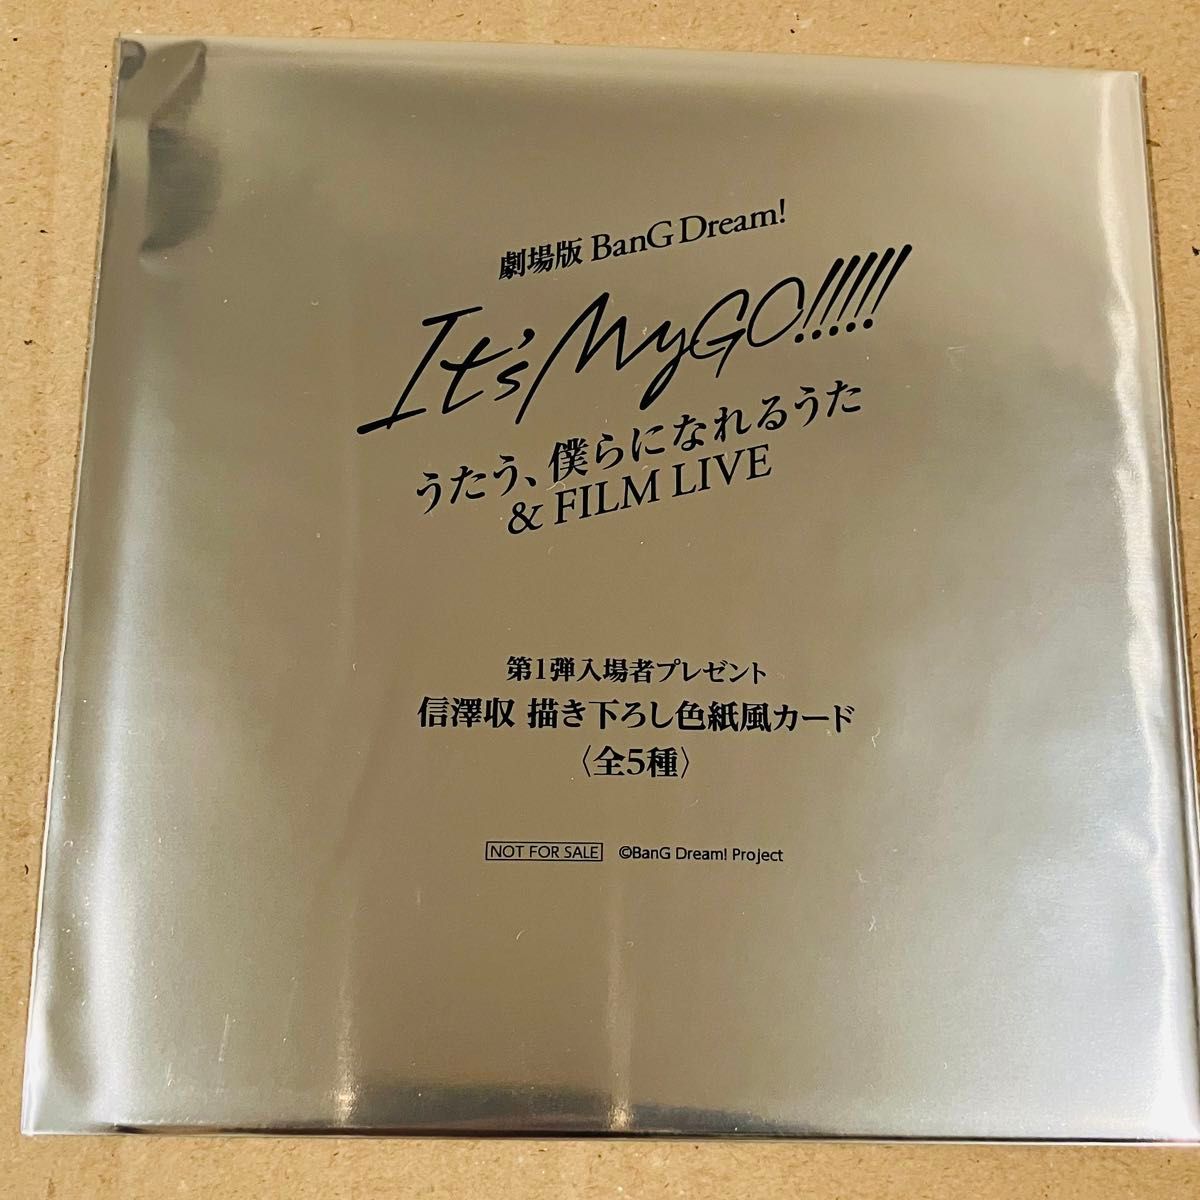 劇場版 BanG Dream!
It's MyGO!!!!!
うたう、僕らになれるうた
& FILM LIVE
第1弾入場者プレゼント
信澤収 描き下ろし色紙風カード
〈全5種〉
NOT FOR SALE ©BanG Dream! Project